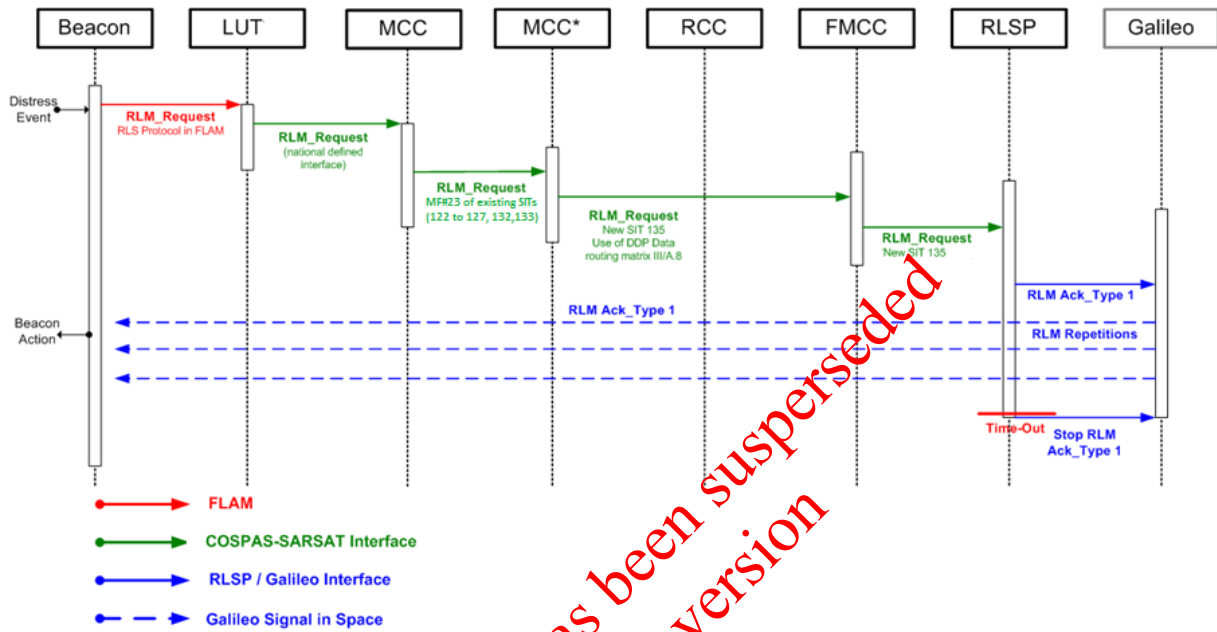 Beacon
LUT
MCC
MCC*
RCC
FMCC
RLSP
Galileo
Distress
Event
RLM_Request
RLS Protocol in FLAM
RLM_Request
(national defined
interface)
RLM_Request
MF#23 of existing SITs
(122 to 127, 132,133)
RLM_Request
New SIT 135
Use of DDP Data
routing matrix III/A.8
RLM_Request
New SIT 135
RLM Ack_Type 1
RLM Ack_Type 1
Beacon
Action
RLM Repetitions
Time-Out
Stop RLM
Ack_Type 1
FLAM
COSPAS-SARSAT Interface
RLSP / Galileo Interface
Galileo Signal in Space
as been susperseded
version